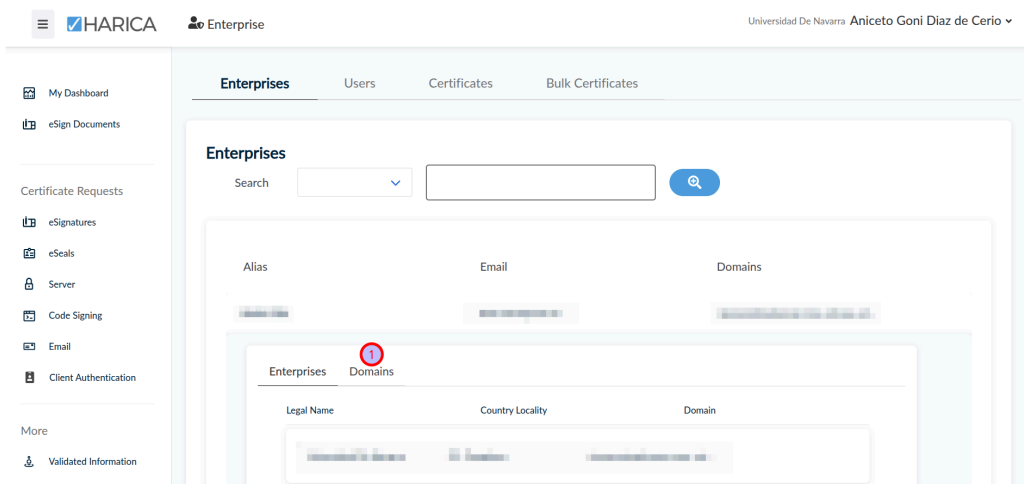 HARICA
Enterprise
Universidad De Navarra Aniceto Goni Diaz de Cerio
My Dashboard
eSign Documents
Certificate Requests
eSignatures
eSeals
Server
Code Signing
Email
Client Authentication
More
Validated Information
Enterprises Users Certificates Bulk Certificates
Enterprises
Search
Alias Email Domains
1
Enterprises Domains
Legal Name Country Locality Domain